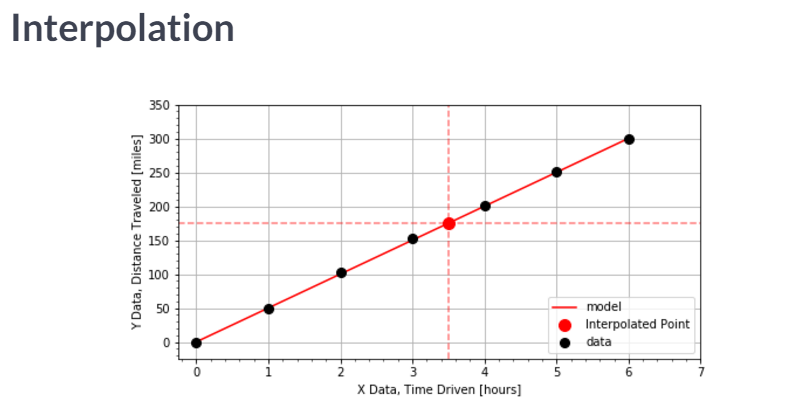 Interpolation
350
300
250
200
150
100
50
0
Y Data, Distance Traveled [miles]
model
Interpolated Point
data
0 1 2 3 4 5 6 7
X Data, Time Driven [hours]